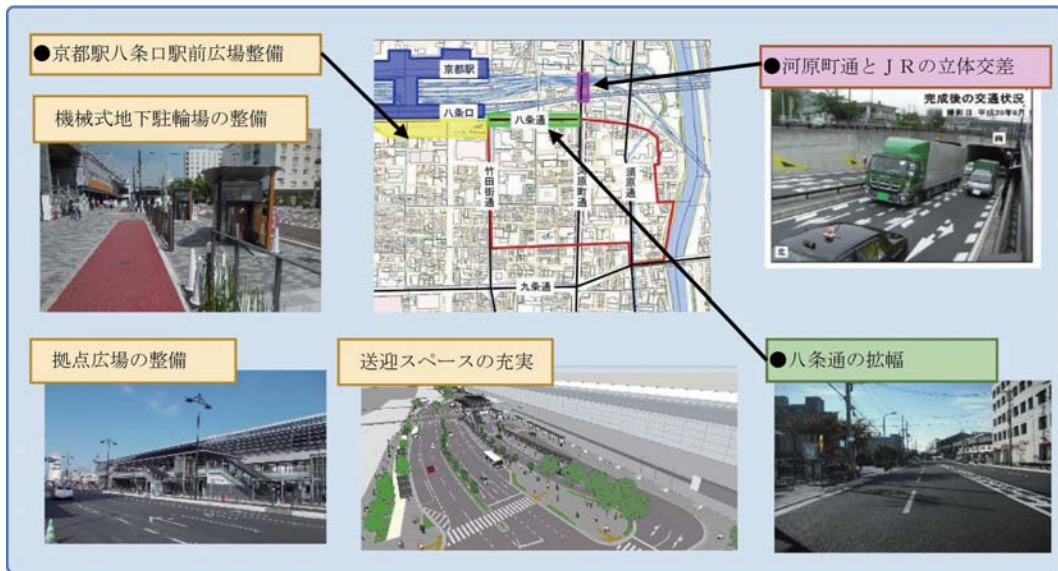 ●京都駅八条口駅前広場整備
機械式地下駐輪場の整備
京都駅
八条口
八条通
竹田街道
河原町通
須原通
九条通
●河原町通とＪＲの立体交差
完成後の交通状況
北
拠点広場の整備
送迎スペースの充実
●八条通の拡幅